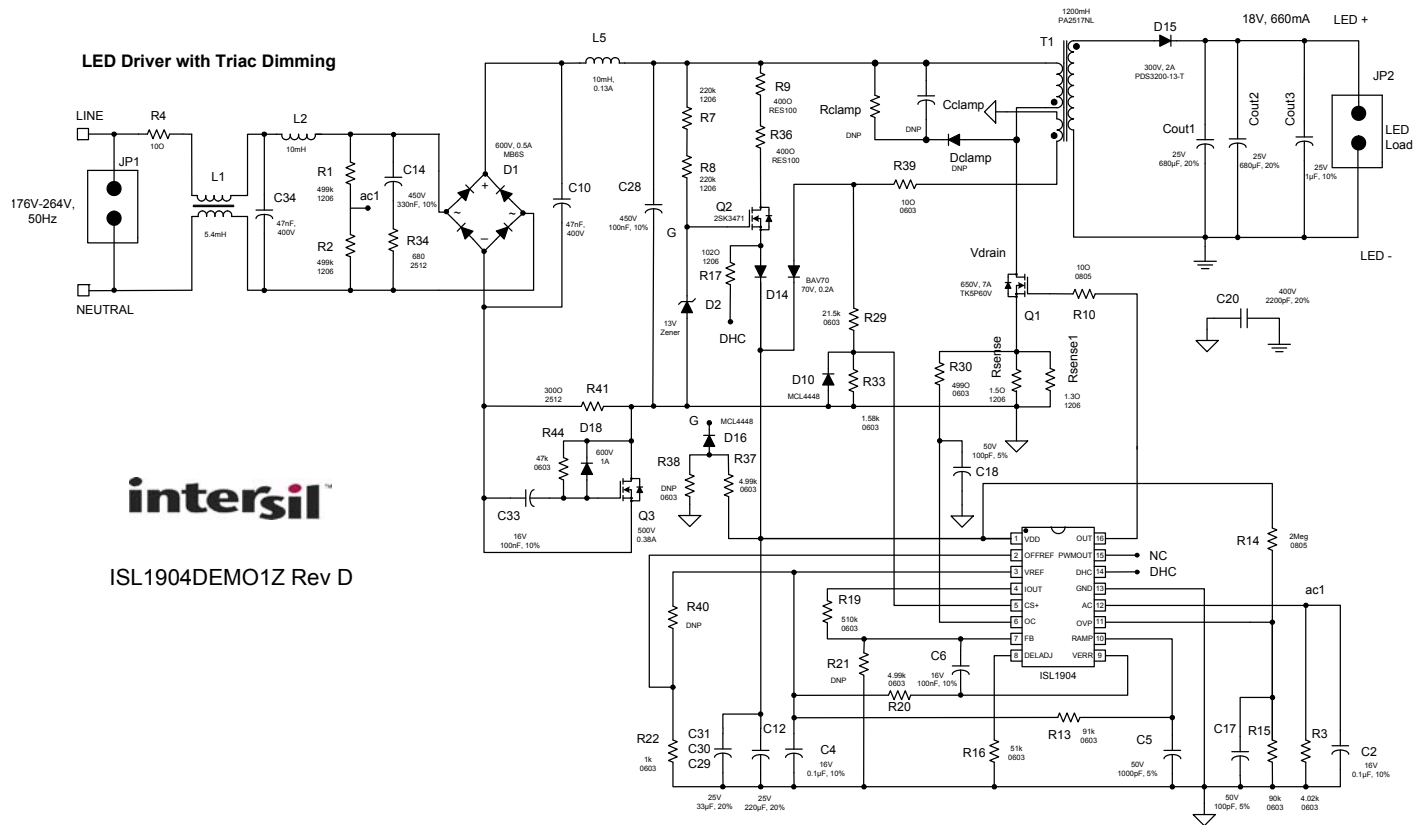 LED Driver with Triac Dimming
LINE
R4
10Ω
JP1
176V-264V,
50Hz
NEUTRAL
L1
5.4mH
C34
47nF,
400V
L2
10mH
R1
499k
1206
ac1
R2
499k
1206
C14
450V
330nF, 10%
R34
680
2512
600V, 0.5A
MB6S
D1
+
~
~
−
L5
10mH,
0.13A
C10
47nF,
400V
C28
450V
100nF, 10%
220k
1206
R7
R8
220k
1206
R9
400Ω
RES100
R36
400Ω
RES100
Q2
2SK3471
G
102Ω
1206
R17
D2
13V
Zener
DHC
D14
BAV70
70V, 0.2A
Rclamp
DNP
Cclamp
DNP
Dclamp
DNP
R39
10Ω
0603
1200mH
PA2517NL
T1
D15
300V, 2A
PDS3200-13-T
18V, 660mA
LED +
JP2
LED
Load
LED -
Cout1
25V
680µF, 20%
Cout2
25V
680µF, 20%
Cout3
25V
1µF, 10%
C20
400V
2200pF, 20%
Vdrain
650V, 7A
TK5P60V
Q1
10Ω
0805
R10
21.5k
0603
R29
D10
MCL4448
R33
1.58k
0603
R30
499Ω
0603
Rsense
1.5Ω
1206
Rsense1
1.3Ω
1206
50V
100pF, 5%
C18
300Ω
2512
R41
R44
47k
0603
D18
600V
1A
C33
16V
100nF, 10%
Q3
500V
0.38A
G
MCL4448
D16
R38
DNP
0603
R37
4.99k
0603
intersil™
ISL1904DEMO1Z Rev D
1 VDD
2 OFFREF
3 VREF
4 IOUT
5 CS+
6 OC
7 FB
8 DELADJ
OUT 16
PWMOUT 15
DHC 14
GND 13
AC 12
OVP 11
RAMP 10
VERR 9
ISL1904
NC
DHC
R14
2Meg
0805
ac1
R40
DNP
R19
510k
0603
R21
DNP
C6
16V
100nF, 10%
4.99k
0603
R20
R22
1k
0603
C31
C30
C29
25V
33µF, 20%
C12
25V
220µF, 20%
C4
16V
0.1µF, 10%
R16
51k
0603
R13
91k
0603
C5
50V
1000pF, 5%
C17
50V
100pF, 5%
R15
90k
0603
R3
4.02k
0603
C2
16V
0.1µF, 10%